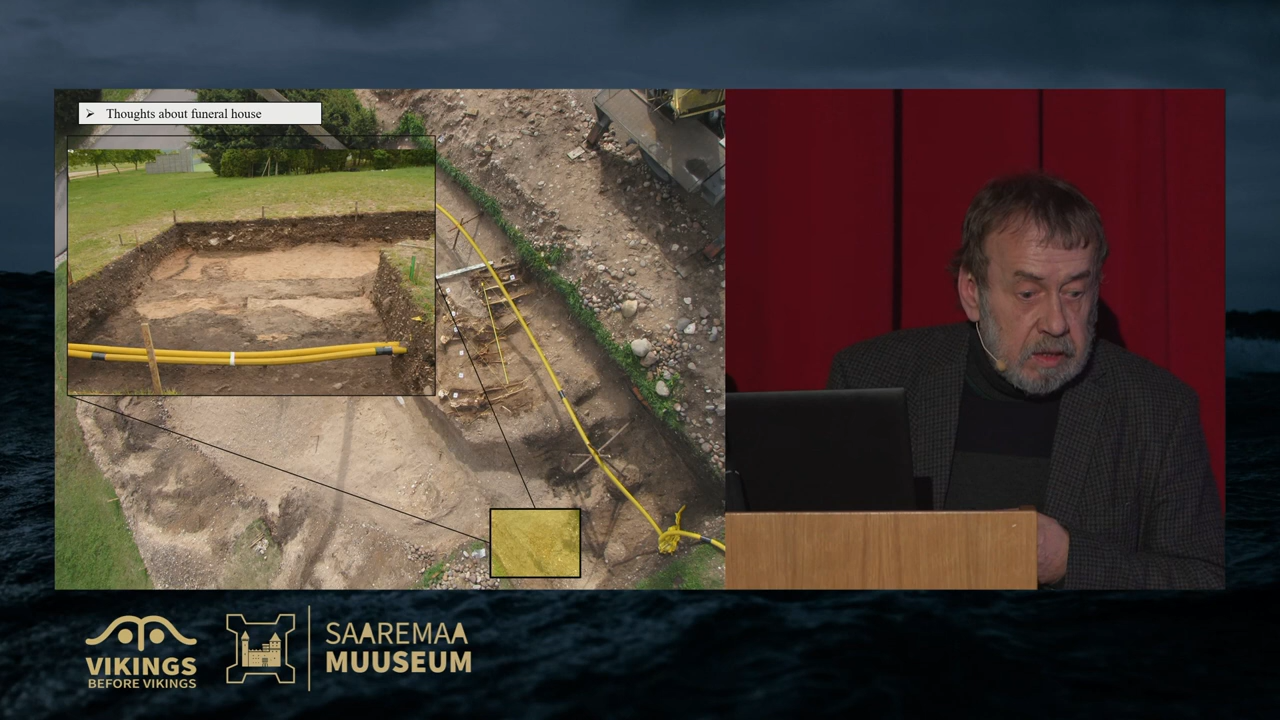 ➢ Thoughts about funeral house
VIKINGS
BEFORE VIKINGS
SAAREMAA
MUUSEUM